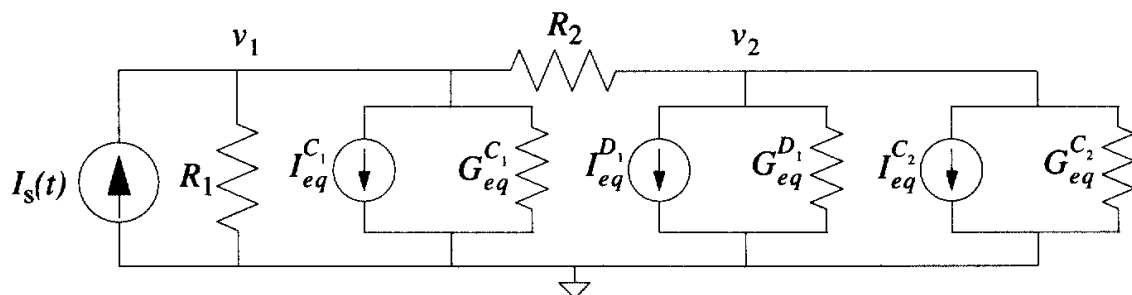 R₂
v₁ v₂
Iₛ(t) R₁ I_eq^C₁ G_eq^C₁ I_eq^D₁ G_eq^D₁ I_eq^C₂ G_eq^C₂